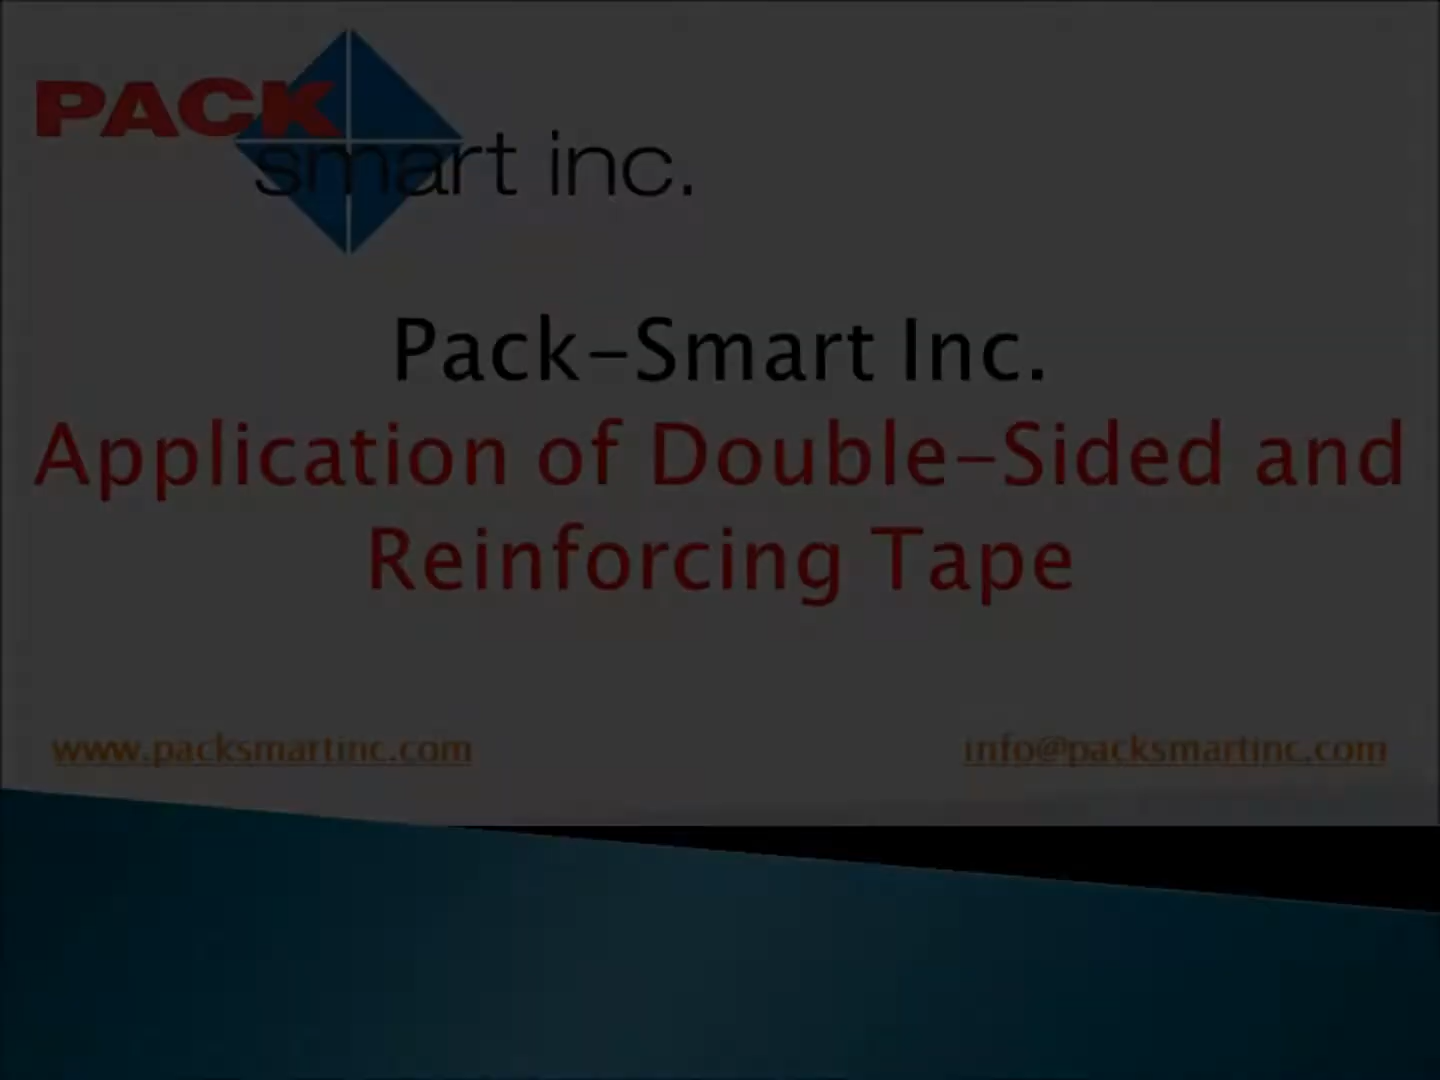 PACK
smart inc.
Pack-Smart Inc.
Application of Double-Sided and
Reinforcing Tape
www.packsmartinc.com
info@packsmartinc.com